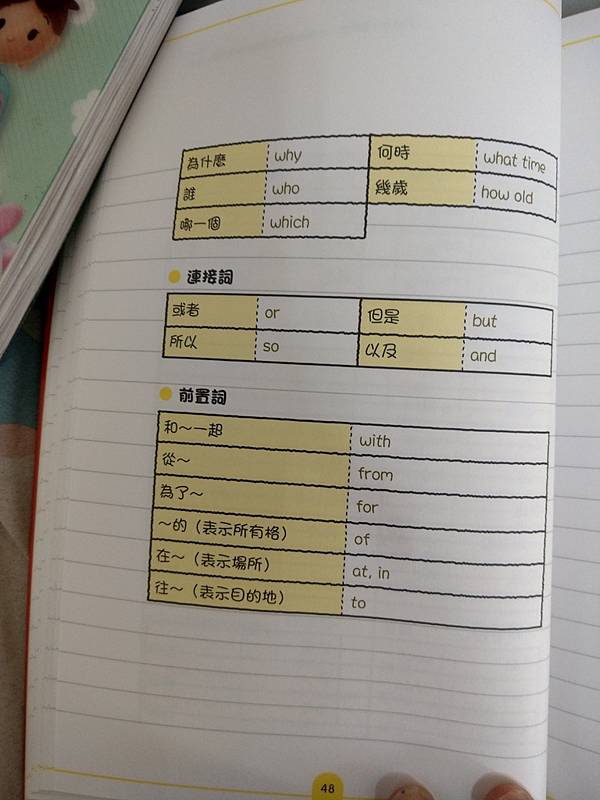 為什麼 why 何時 what time
誰 who 幾歲 how old
哪一個 which
連接詞
或者 or 但是 but
所以 so 以及 and
前置詞
和～一起 with
從～ from
為了～ for
～的（表示所有格） of
在～（表示場所） at, in
往～（表示目的地） to
48